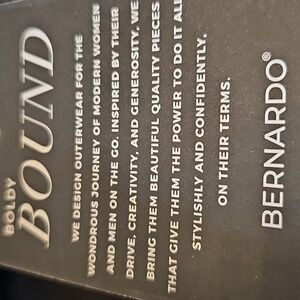 BOLDY
BOUND
WE DESIGN OUTERWEAR FOR THE
WONDROUS JOURNEY OF MODERN WOMEN
AND MEN ON THE GO. INSPIRED BY THEIR
DRIVE, CREATIVITY, AND GENEROSITY, WE
BRING THEM BEAUTIFUL QUALITY PIECES
THAT GIVE THEM THE POWER TO DO IT ALL
STYLISHLY AND CONFIDENTLY,
ON THEIR TERMS.
BERNARDO®